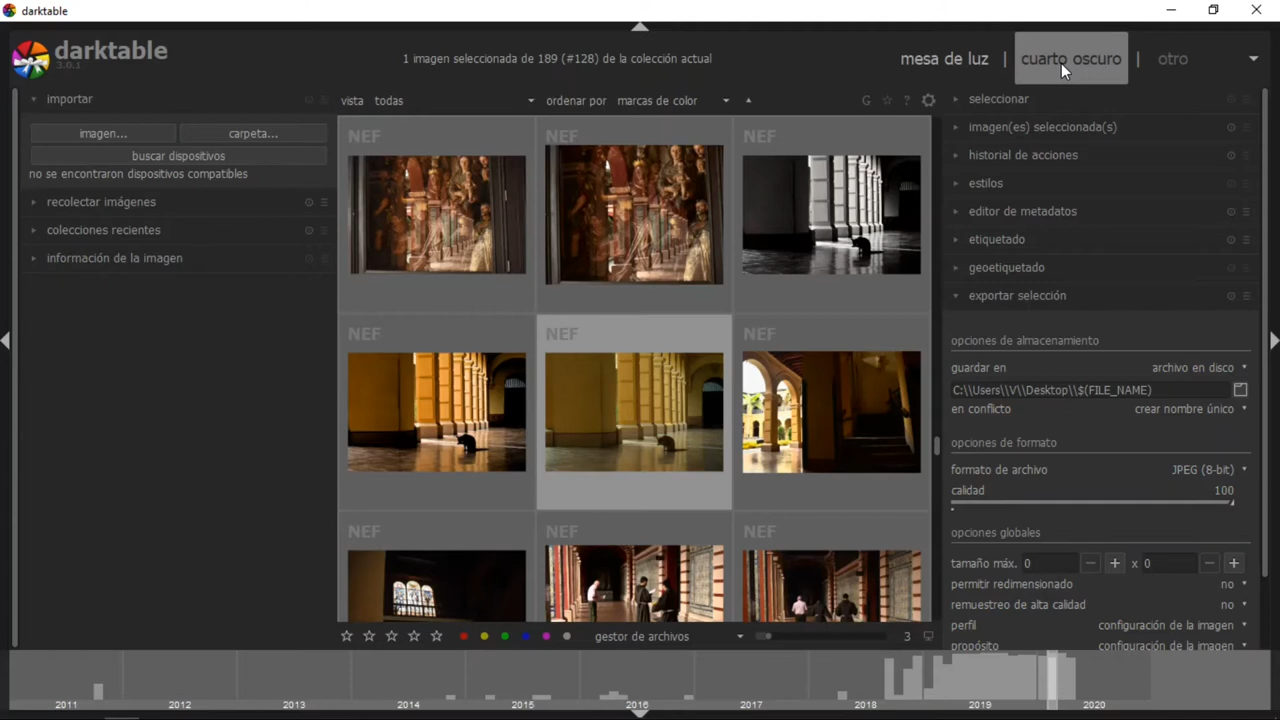 darktable
darktable
3.0.1
1 imagen seleccionada de 189 (#128) de la colección actual
mesa de luz | cuarto oscuro | otro
importar
imagen... carpeta...
buscar dispositivos
no se encontraron dispositivos compatibles
recolectar imágenes
colecciones recientes
información de la imagen
vista todas ordenar por marcas de color
G ☆ ?
NEF NEF NEF
NEF NEF NEF
NEF NEF NEF
gestor de archivos 3
seleccionar
imagen(es) seleccionada(s)
historial de acciones
estilos
editor de metadatos
etiquetado
geoetiquetado
exportar selección
opciones de almacenamiento
guardar en archivo en disco
C:\\Users\\V\\Desktop\\$(FILE_NAME)
en conflicto crear nombre único
opciones de formato
formato de archivo JPEG (8-bit)
calidad 100
opciones globales
tamaño máx. 0 x 0
permitir redimensionado no
remuestreo de alta calidad no
perfil configuración de la imagen
propósito configuración de la imagen
2011 2012 2013 2014 2015 2016 2017 2018 2019 2020